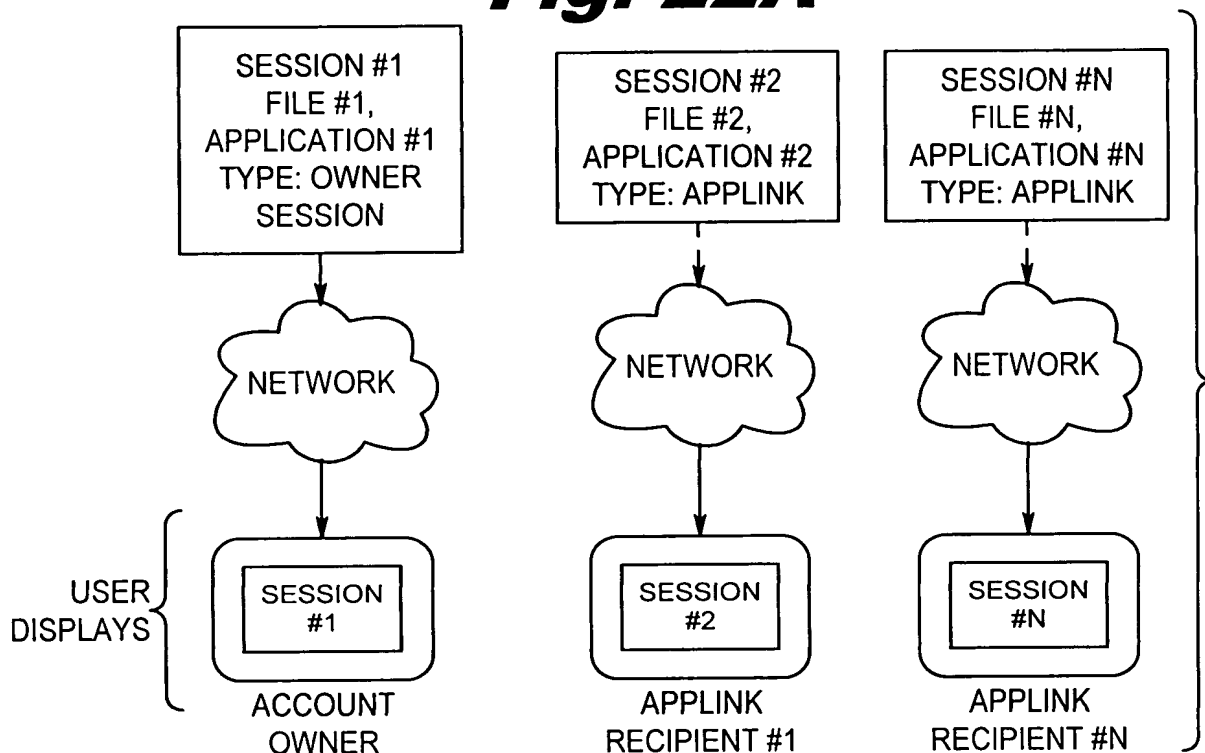 Fig. 22A
SESSION #1
FILE #1,
APPLICATION #1
TYPE: OWNER
SESSION
SESSION #2
FILE #2,
APPLICATION #2
TYPE: APPLINK
SESSION #N
FILE #N,
APPLICATION #N
TYPE: APPLINK
NETWORK
NETWORK
NETWORK
USER
DISPLAYS
SESSION
#1
SESSION
#2
SESSION
#N
ACCOUNT
OWNER
APPLINK
RECIPIENT #1
APPLINK
RECIPIENT #N